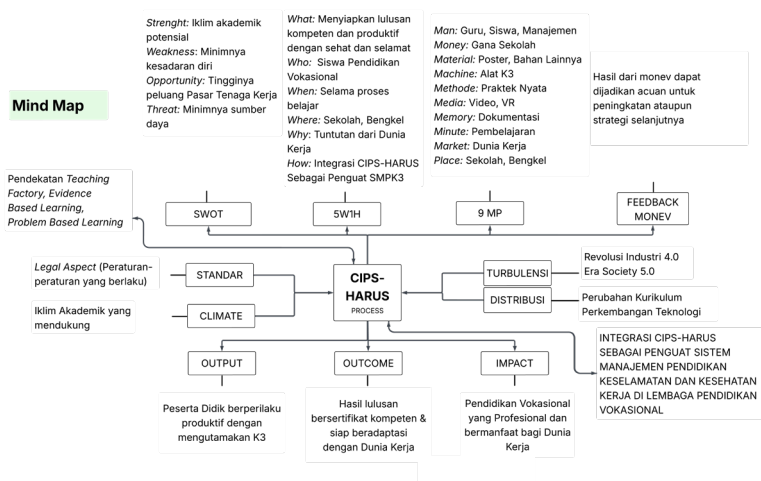 Mind Map
Strenght: Iklim akademik
potensial
Weakness: Minimnya
kesadaran diri
Opportunity: Tingginya
peluang Pasar Tenaga Kerja
Threat: Minimnya sumber
daya
What: Menyiapkan lulusan
kompeten dan produktif
dengan sehat dan selamat
Who: Siswa Pendidikan
Vokasional
When: Selama proses
belajar
Where: Sekolah, Bengkel
Why: Tuntutan dari Dunia
Kerja
How: Integrasi CIPS-HARUS
Sebagai Penguat SMPK3
Man: Guru, Siswa, Manajemen
Money: Gana Sekolah
Material: Poster, Bahan Lainnya
Machine: Alat K3
Methode: Praktek Nyata
Media: Video, VR
Memory: Dokumentasi
Minute: Pembelajaran
Market: Dunia Kerja
Place: Sekolah, Bengkel
Hasil dari monev dapat
dijadikan acuan untuk
peningkatan ataupun
strategi selanjutnya
Pendekatan Teaching
Factory, Evidence
Based Learning,
Problem Based Learning
SWOT
5W1H
9 MP
FEEDBACK
MONEV
Legal Aspect (Peraturan-
peraturan yang berlaku)
STANDAR
Iklim Akademik yang
mendukung
CLIMATE
CIPS-
HARUS
PROCESS
TURBULENSI
Revolusi Industri 4.0
Era Society 5.0
DISTRIBUSI
Perubahan Kurikulum
Perkembangan Teknologi
INTEGRASI CIPS-HARUS
SEBAGAI PENGUAT SISTEM
MANAJEMEN PENDIDIKAN
KESELAMATAN DAN KESEHATAN
KERJA DI LEMBAGA PENDIDIKAN
VOKASIONAL
OUTPUT
OUTCOME
IMPACT
Peserta Didik berperilaku
produktif dengan
mengutamakan K3
Hasil lulusan
bersertifikat kompeten &
siap beradaptasi
dengan Dunia Kerja
Pendidikan Vokasional
yang Profesional dan
bermanfaat bagi Dunia
Kerja